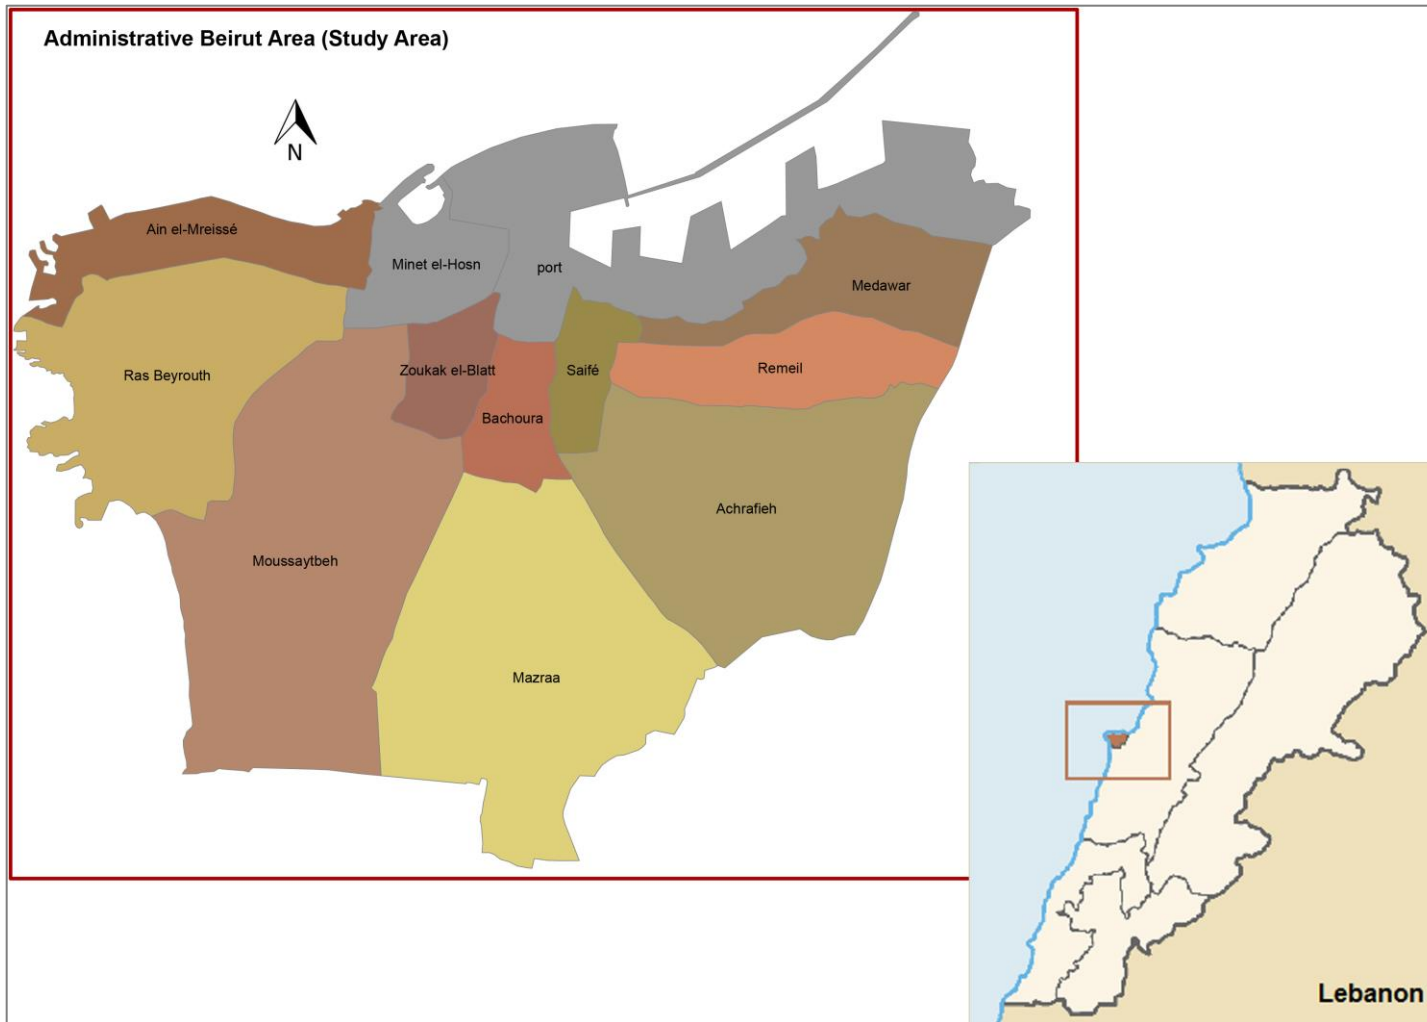 Administrative Beirut Area (Study Area)
N
Ain el-Mreissé
Minet el-Hosn
port
Medawar
Ras Beyrouth
Zoukak el-Blatt
Saifé
Remeil
Bachoura
Achrafieh
Moussaytbeh
Mazraa
Lebanon